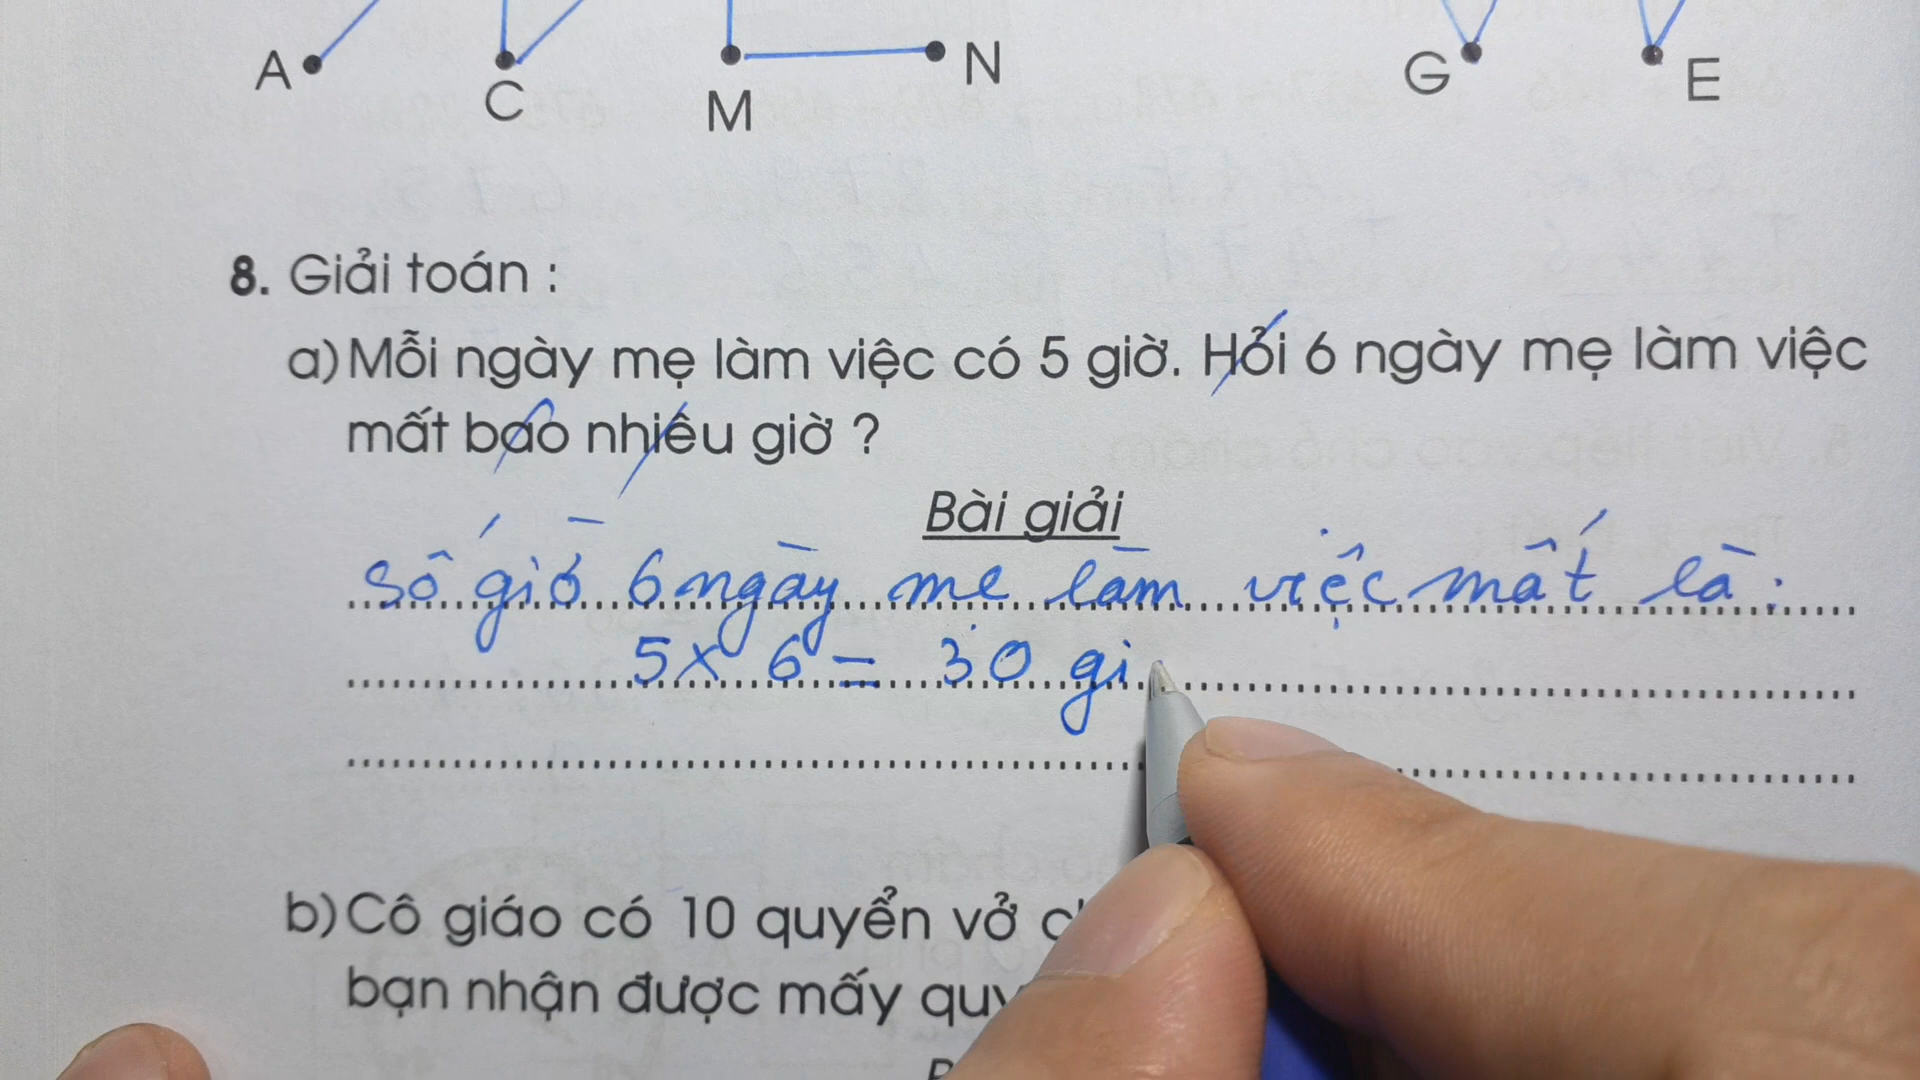 A C M N G E
8. Giải toán :
a) Mỗi ngày mẹ làm việc có 5 giờ. Hỏi 6 ngày mẹ làm việc
mất bao nhiêu giờ ?
Bài giải
Số giờ 6 ngày mẹ làm việc mất là:
5 x 6 = 30 gi
b) Cô giáo có 10 quyển vở
bạn nhận được mấy